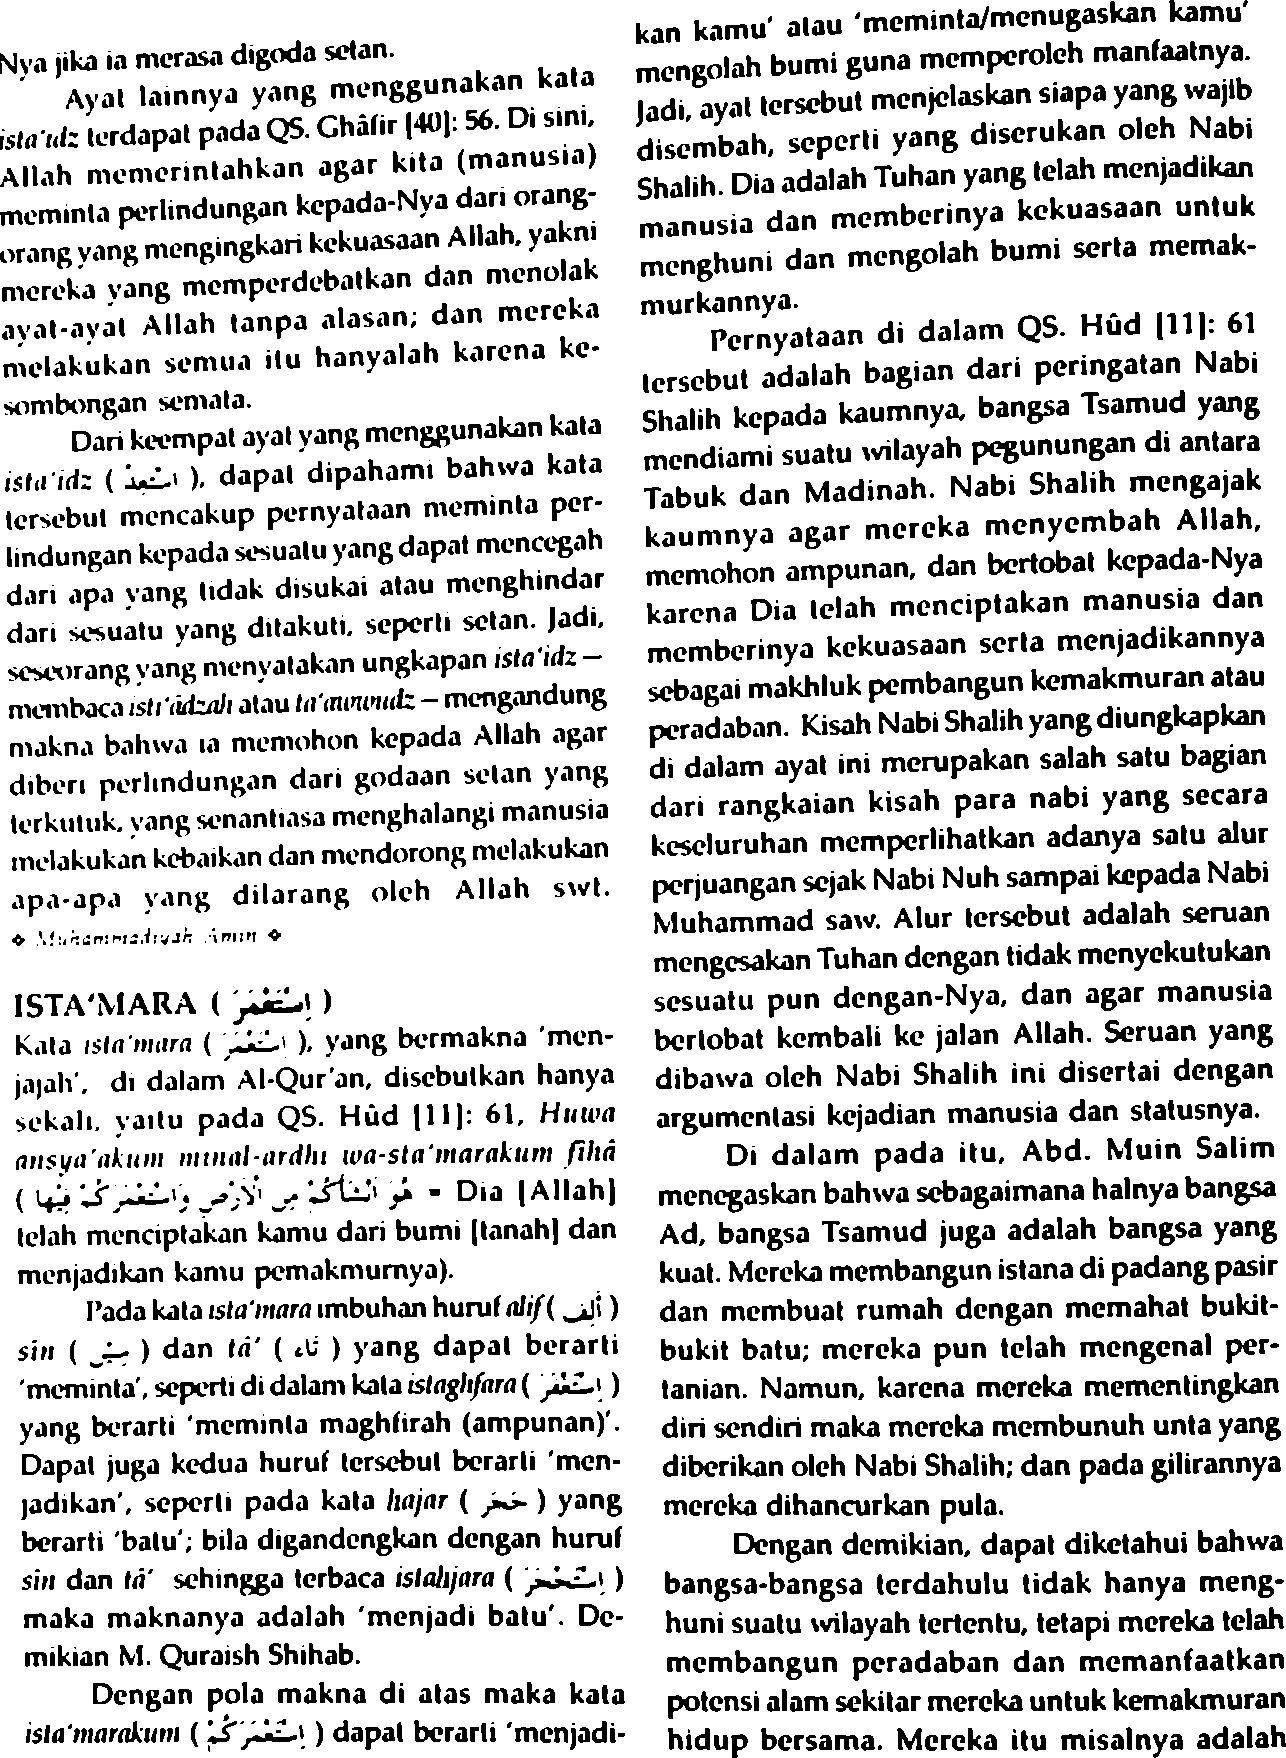 Nya jika ia merasa digoda setan.
Ayat lainnya yang menggunakan kata
ista'idz terdapat pada QS. Ghâfir [40]: 56. Di sini,
Allah memerintahkan agar kita (manusia)
meminta perlindungan kepada-Nya dari orang-
orang yang mengingkari kekuasaan Allah, yakni
mereka yang memperdebatkan dan menolak
ayat-ayat Allah tanpa alasan; dan mereka
melakukan semua itu hanyalah karena ke-
sombongan semata.
Dari keempat ayat yang menggunakan kata
ista'idz ( اِسْتَعِذْ ), dapat dipahami bahwa kata
tersebut mencakup pernyataan meminta per-
lindungan kepada sesuatu yang dapat mencegah
dari apa yang tidak disukai atau menghindar
dari sesuatu yang ditakuti, seperti setan. Jadi,
seseorang yang menyatakan ungkapan ista'idz —
membaca isti'âdzah atau ta'awwudz — mengandung
makna bahwa ia memohon kepada Allah agar
diberi perlindungan dari godaan setan yang
terkutuk, yang senantiasa menghalangi manusia
melakukan kebaikan dan mendorong melakukan
apa-apa yang dilarang oleh Allah swt.
❖ Muhammadiyah Amin ❖
ISTA'MARA ( اِسْتَعْمَرَ )
Kata ista'mara ( اِسْتَعْمَرَ ), yang bermakna 'men-
jajah', di dalam Al-Qur'an, disebutkan hanya
sekali, yaitu pada QS. Hûd [11]: 61, Huwa
ansya'akum minal-ardhi wa-sta'marakum fîhâ
( هُوَ أَنْشَأَكُمْ مِنَ الْأَرْضِ وَاسْتَعْمَرَكُمْ فِيْهَا = Dia [Allah]
telah menciptakan kamu dari bumi [tanah] dan
menjadikan kamu pemakmurnya).
Pada kata ista'mara imbuhan huruf alif ( أَلِف )
sin ( سِيْن ) dan tâ' ( تَاء ) yang dapat berarti
'meminta', seperti di dalam kata istaghfara ( اِسْتَغْفَرَ )
yang berarti 'meminta maghfirah (ampunan)'.
Dapat juga kedua huruf tersebut berarti 'men-
jadikan', seperti pada kata hajar ( حَجَر ) yang
berarti 'batu'; bila digandengkan dengan huruf
sin dan tâ' sehingga terbaca istahjara ( اِسْتَحْجَرَ )
maka maknanya adalah 'menjadi batu'. De-
mikian M. Quraish Shihab.
Dengan pola makna di atas maka kata
ista'marakum ( اِسْتَعْمَرَكُمْ ) dapat berarti 'menjadi-
kan kamu' atau 'meminta/menugaskan kamu'
mengolah bumi guna memperoleh manfaatnya.
Jadi, ayat tersebut menjelaskan siapa yang wajib
disembah, seperti yang diserukan oleh Nabi
Shalih. Dia adalah Tuhan yang telah menjadikan
manusia dan memberinya kekuasaan untuk
menghuni dan mengolah bumi serta memak-
murkannya.
Pernyataan di dalam QS. Hûd [11]: 61
tersebut adalah bagian dari peringatan Nabi
Shalih kepada kaumnya, bangsa Tsamud yang
mendiami suatu wilayah pegunungan di antara
Tabuk dan Madinah. Nabi Shalih mengajak
kaumnya agar mereka menyembah Allah,
memohon ampunan, dan bertobat kepada-Nya
karena Dia telah menciptakan manusia dan
memberinya kekuasaan serta menjadikannya
sebagai makhluk pembangun kemakmuran atau
peradaban. Kisah Nabi Shalih yang diungkapkan
di dalam ayat ini merupakan salah satu bagian
dari rangkaian kisah para nabi yang secara
keseluruhan memperlihatkan adanya satu alur
perjuangan sejak Nabi Nuh sampai kepada Nabi
Muhammad saw. Alur tersebut adalah seruan
mengesakan Tuhan dengan tidak menyekutukan
sesuatu pun dengan-Nya, dan agar manusia
bertobat kembali ke jalan Allah. Seruan yang
dibawa oleh Nabi Shalih ini disertai dengan
argumentasi kejadian manusia dan statusnya.
Di dalam pada itu, Abd. Muin Salim
menegaskan bahwa sebagaimana halnya bangsa
Ad, bangsa Tsamud juga adalah bangsa yang
kuat. Mereka membangun istana di padang pasir
dan membuat rumah dengan memahat bukit-
bukit batu; mereka pun telah mengenal per-
tanian. Namun, karena mereka mementingkan
diri sendiri maka mereka membunuh unta yang
diberikan oleh Nabi Shalih; dan pada gilirannya
mereka dihancurkan pula.
Dengan demikian, dapat diketahui bahwa
bangsa-bangsa terdahulu tidak hanya meng-
huni suatu wilayah tertentu, tetapi mereka telah
membangun peradaban dan memanfaatkan
potensi alam sekitar mereka untuk kemakmuran
hidup bersama. Mereka itu misalnya adalah